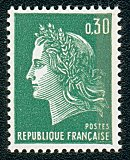 0,30
POSTES
REPUBLIQUE FRANÇAISE